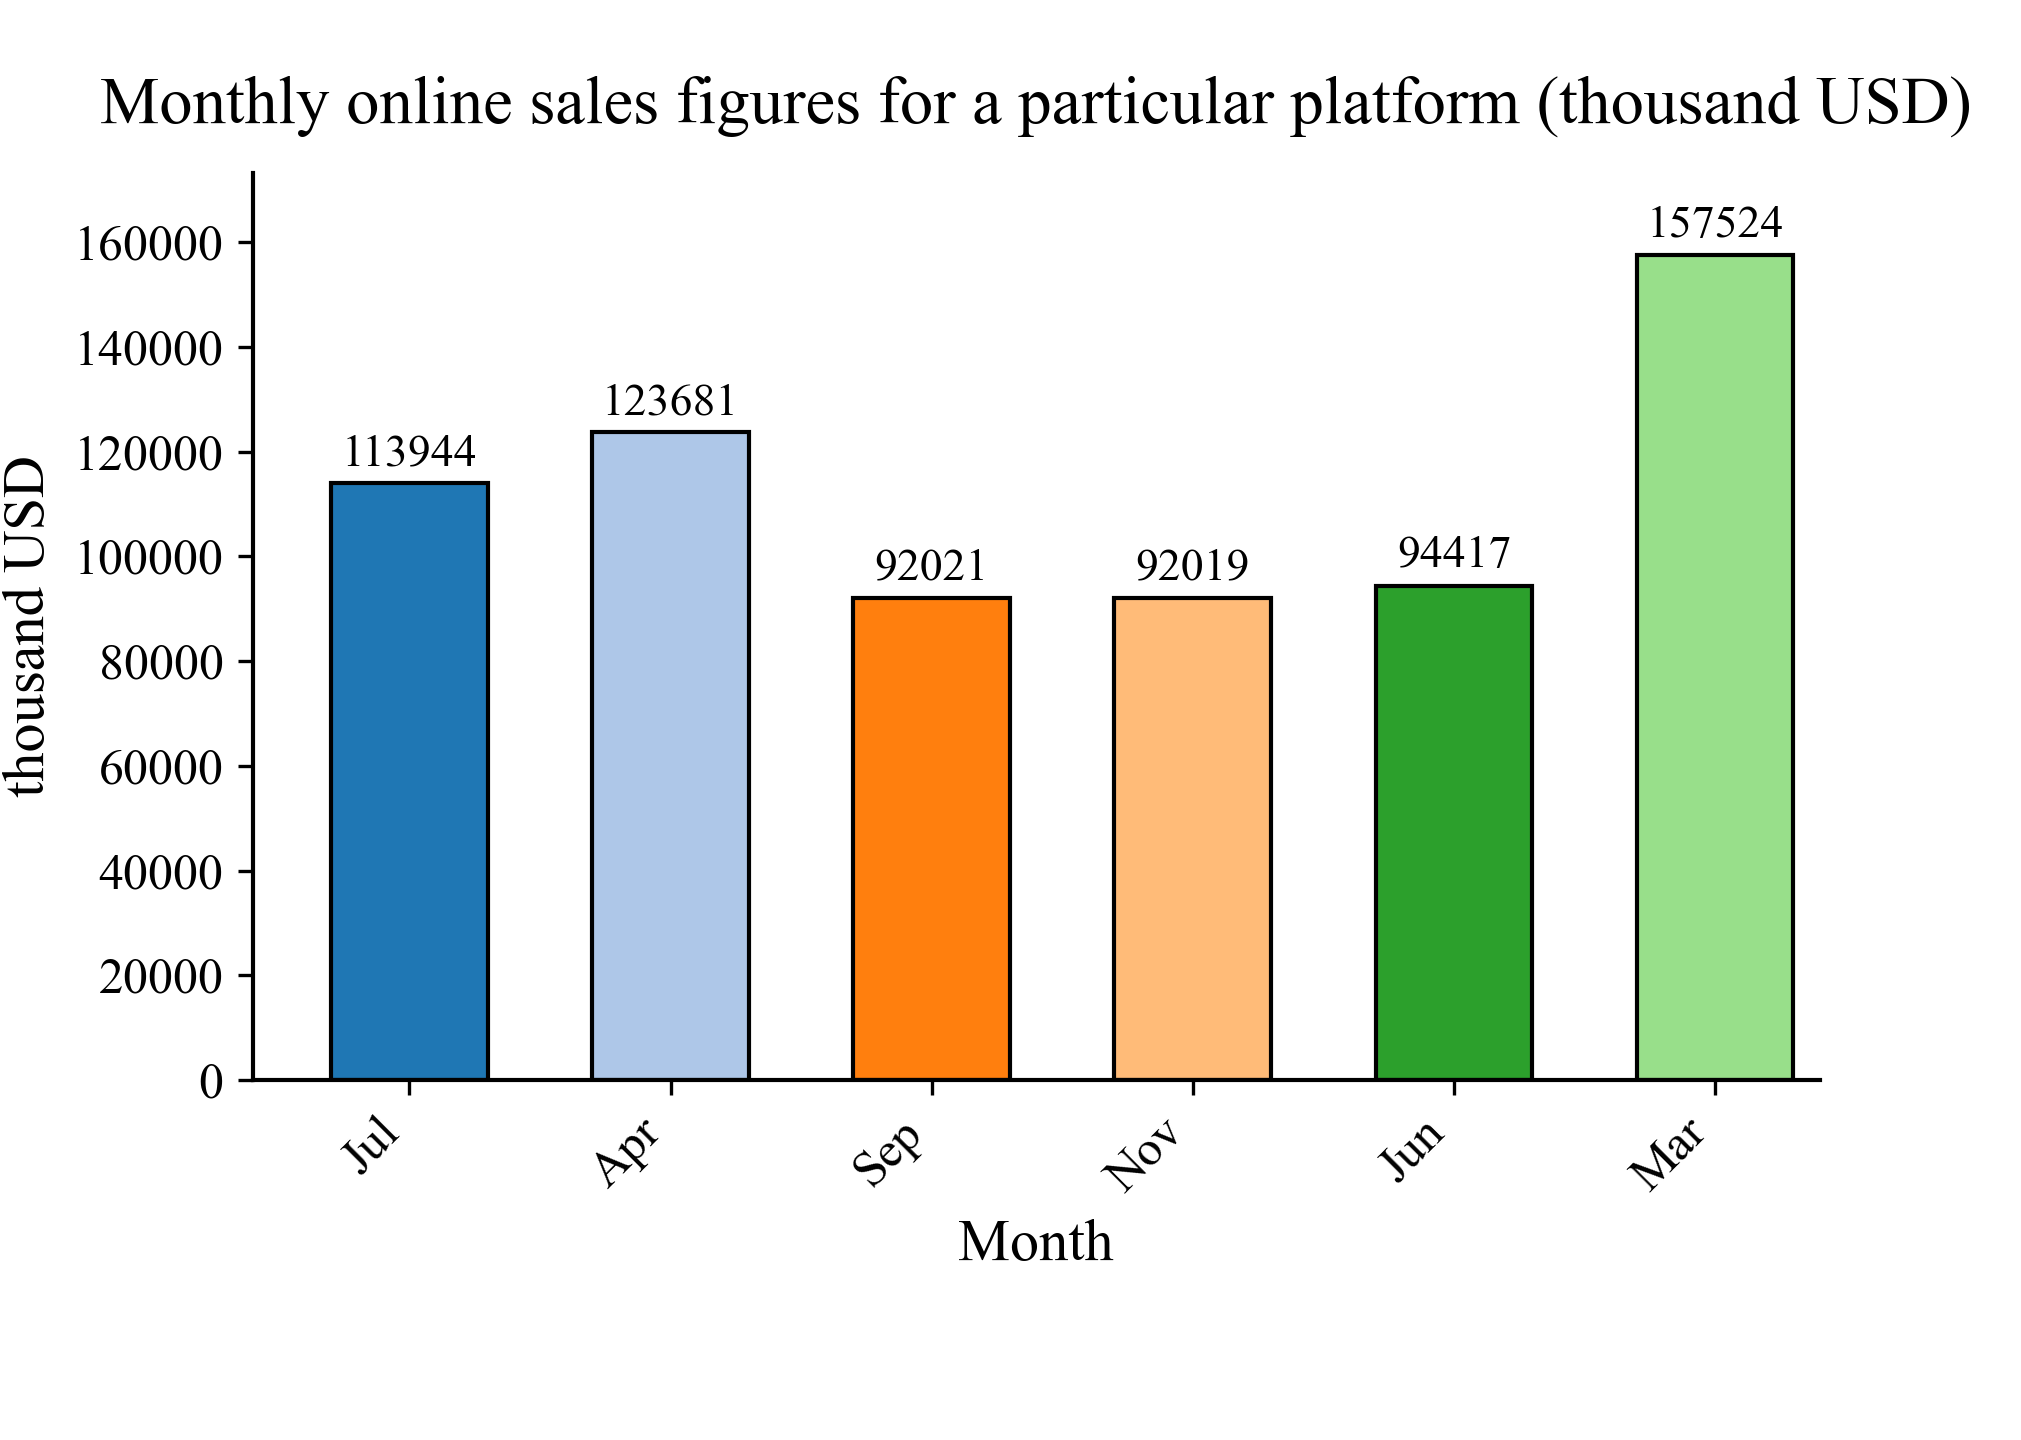 Monthly online sales figures for a particular platform (thousand USD)
thousand USD
160000
140000
120000
100000
80000
60000
40000
20000
0
113944
123681
92021
92019
94417
157524
Jul
Apr
Sep
Nov
Jun
Mar
Month